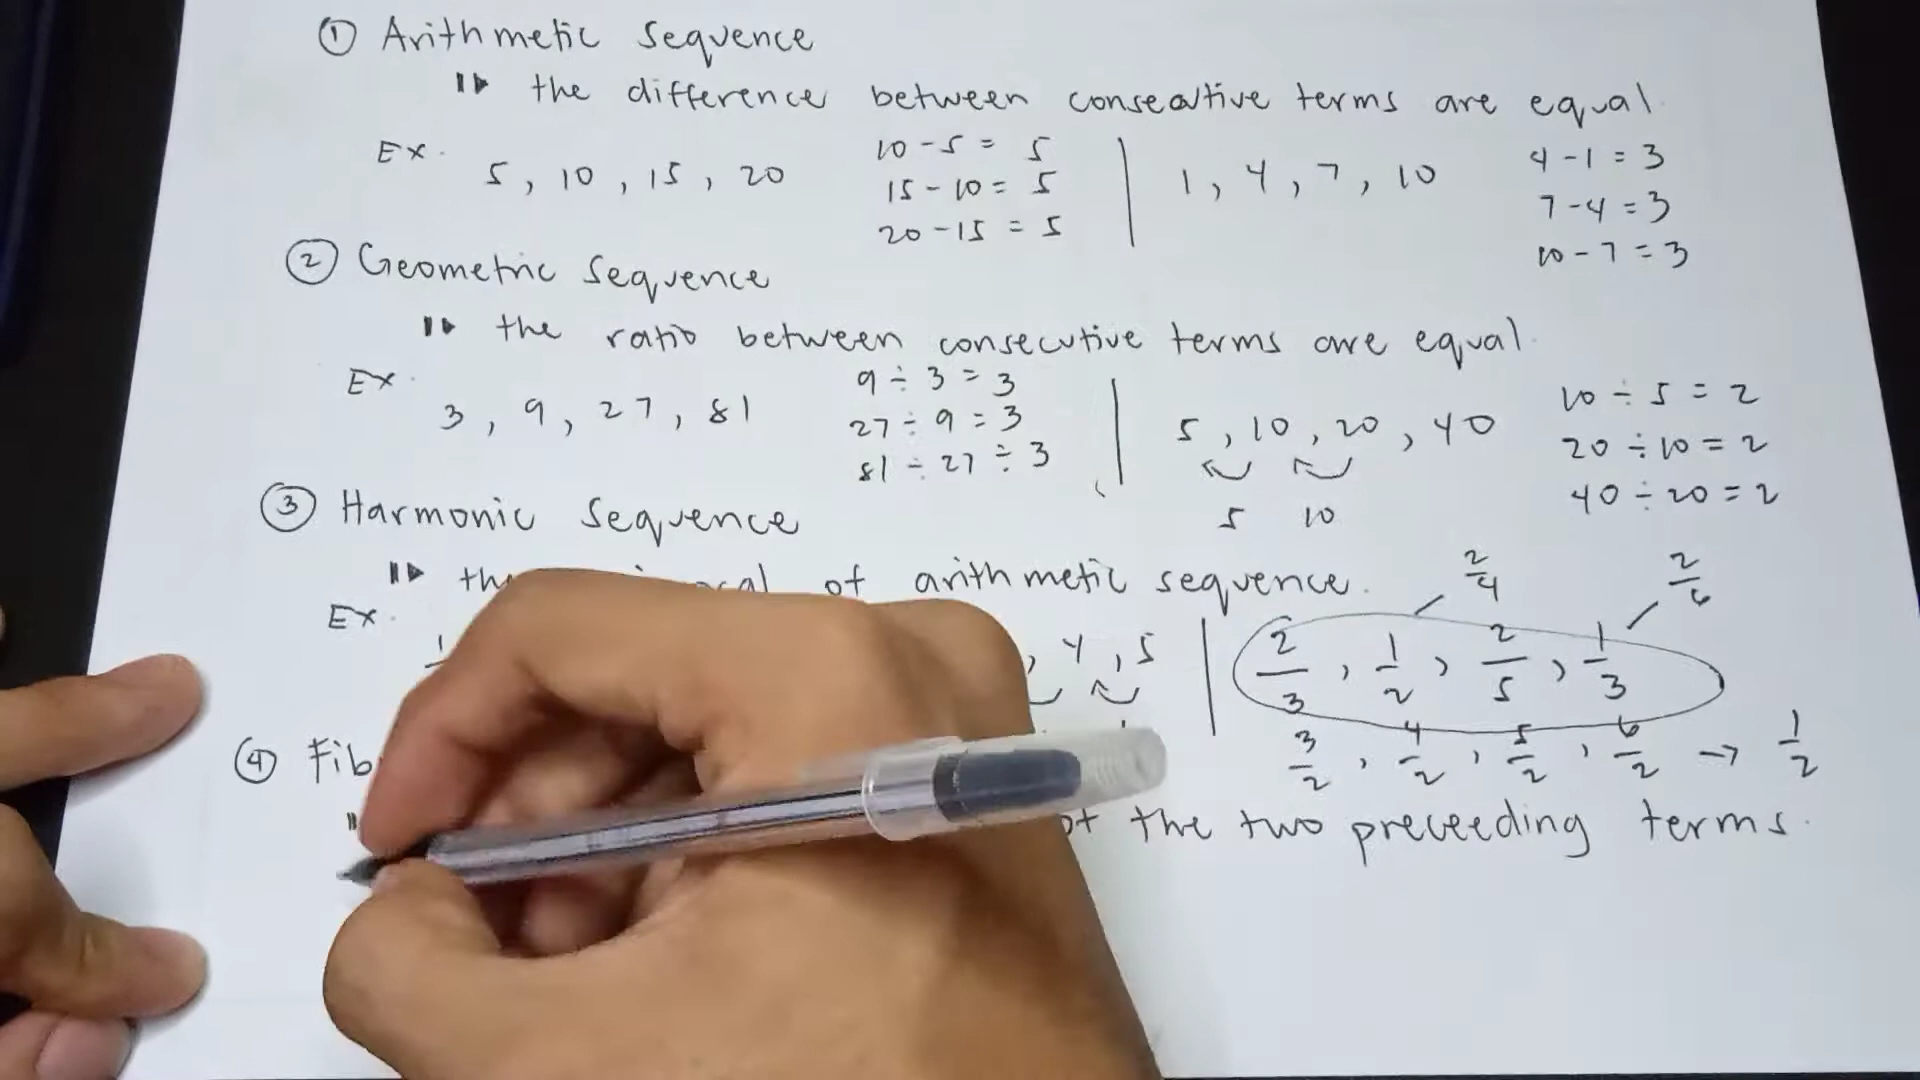 ① Arithmetic Sequence
the difference between consecutive terms are equal.
Ex. 5, 10, 15, 20
10 - 5 = 5
15 - 10 = 5
20 - 15 = 5
1, 4, 7, 10
4 - 1 = 3
7 - 4 = 3
10 - 7 = 3
② Geometric Sequence
the ratio between consecutive terms are equal.
Ex. 3, 9, 27, 81
9 ÷ 3 = 3
27 ÷ 9 = 3
81 ÷ 27 ÷ 3
5, 10, 20, 40
5 10
10 ÷ 5 = 2
20 ÷ 10 = 2
40 ÷ 20 = 2
③ Harmonic Sequence
of arithmetic sequence.
2/4 2/6
Ex.
, 4, 5
2/3, 1/2, 2/5, 1/3
3/2, 4/2, 5/2, 6/2 → 1/2
④ Fib
the two preceeding terms.